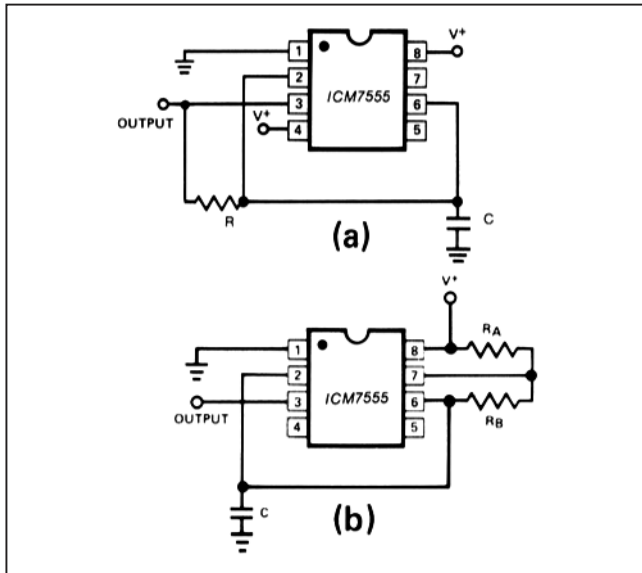 1 8 V+
2 7
ICM7555
3 6
OUTPUT V+ 4 5
R C
(a)
V+
RA
1 8
2 7
ICM7555
3 6
OUTPUT 4 5
RB
C
(b)